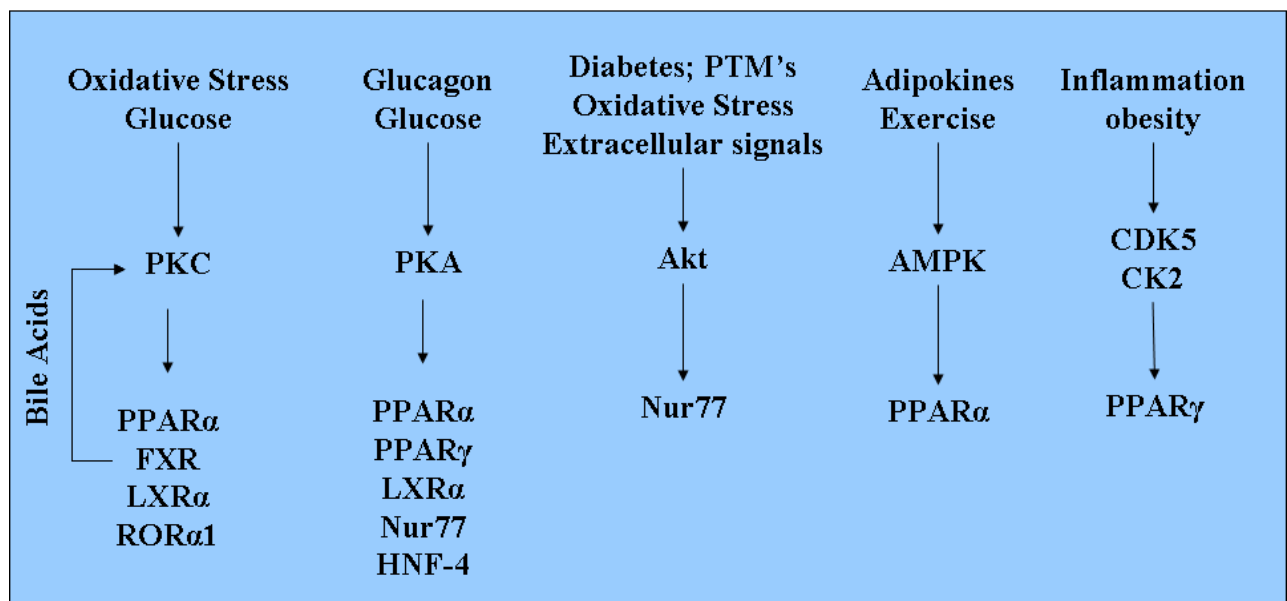 Oxidative Stress
Glucose
PKC
Bile Acids
PPARα
FXR
LXRα
RORα1
Glucagon
Glucose
PKA
PPARα
PPARγ
LXRα
Nur77
HNF-4
Diabetes; PTM’s
Oxidative Stress
Extracellular signals
Akt
Nur77
Adipokines
Exercise
AMPK
PPARα
Inflammation
obesity
CDK5
CK2
PPARγ